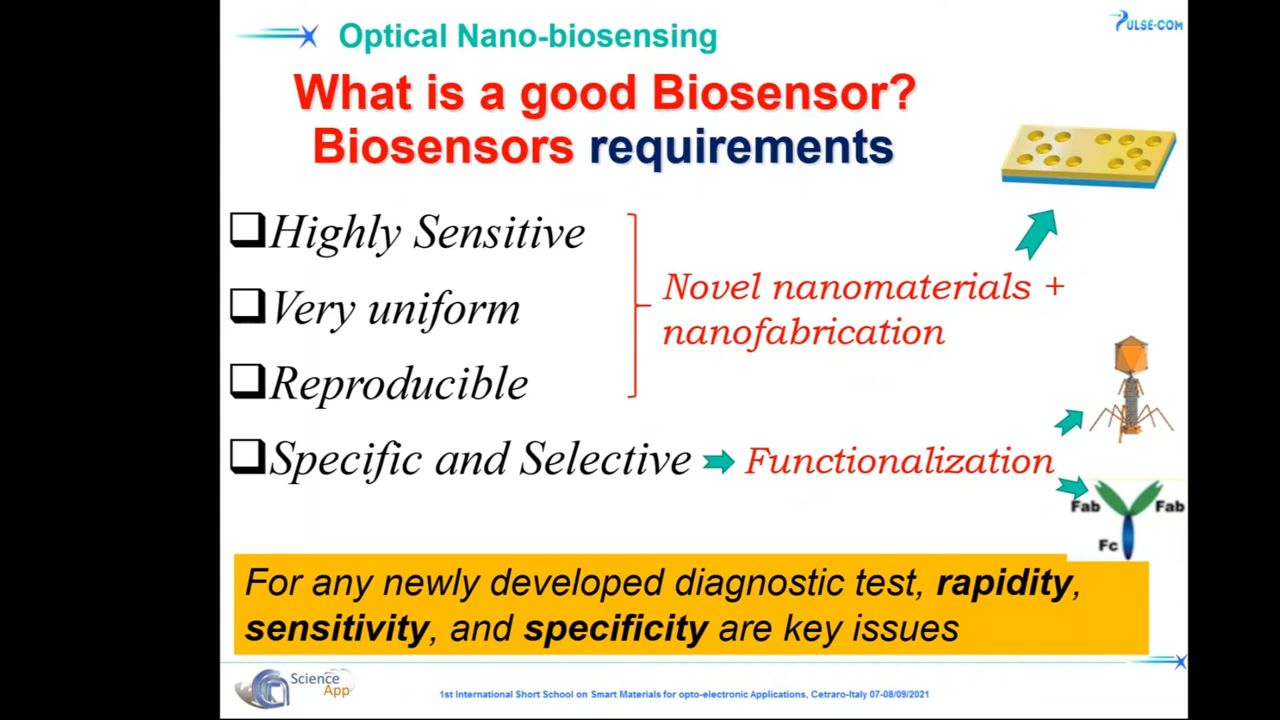 Optical Nano-biosensing
PULSE-COM
What is a good Biosensor?
Biosensors requirements
Highly Sensitive
Very uniform
Reproducible
Novel nanomaterials +
nanofabrication
Specific and Selective
Functionalization
Fab
Fab
Fc
For any newly developed diagnostic test, rapidity,
sensitivity, and specificity are key issues
Science
App
1st International Short School on Smart Materials for opto-electronic Applications, Cetraro-Italy 07-08/09/2021